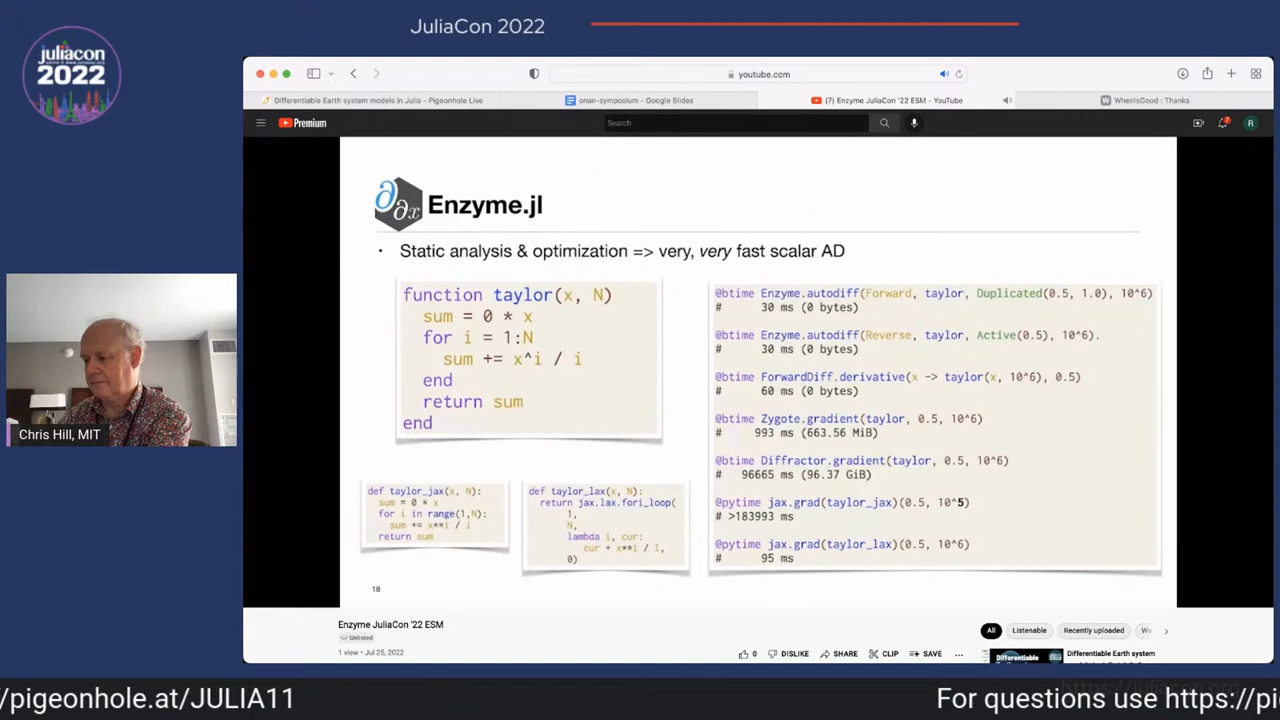 JuliaCon 2022
juliacon
2022
youtube.com
Differentiable Earth system models in Julia - Pigeonhole Live
onan-symposium - Google Slides
(7) Enzyme JuliaCon '22 ESM - YouTube
W
WhenIsGood : Thanks
Premium
Search
7
R
∂
∂x
Enzyme.jl
• Static analysis & optimization => very, very fast scalar AD
function taylor(x, N)
sum = 0 * x
for i = 1:N
sum += x^i / i
end
return sum
end
def taylor_jax(x, N):
sum = 0 * x
for i in range(1,N):
sum += x**i / i
return sum
def taylor_lax(x, N):
return jax.lax.fori_loop(
1,
N,
lambda i, cur:
cur + x**i / I,
0)
@btime Enzyme.autodiff(Forward, taylor, Duplicated(0.5, 1.0), 10^6)
# 30 ms (0 bytes)
@btime Enzyme.autodiff(Reverse, taylor, Active(0.5), 10^6).
# 30 ms (0 bytes)
@btime ForwardDiff.derivative(x -> taylor(x, 10^6), 0.5)
# 60 ms (0 bytes)
@btime Zygote.gradient(taylor, 0.5, 10^6)
# 993 ms (663.56 MiB)
@btime Diffractor.gradient(taylor, 0.5, 10^6)
# 96665 ms (96.37 GiB)
@pytime jax.grad(taylor_jax)(0.5, 10^5)
# >183993 ms
@pytime jax.grad(taylor_lax)(0.5, 10^6)
# 95 ms
18
Chris Hill, MIT
Enzyme JuliaCon '22 ESM
Unlisted
1 view • Jul 25, 2022
All
Listenable
Recently uploaded
0
DISLIKE
SHARE
CLIP
SAVE
...
Differentiable
Differentiable Earth system
/pigeonhole.at/JULIA11
For questions use https://pi